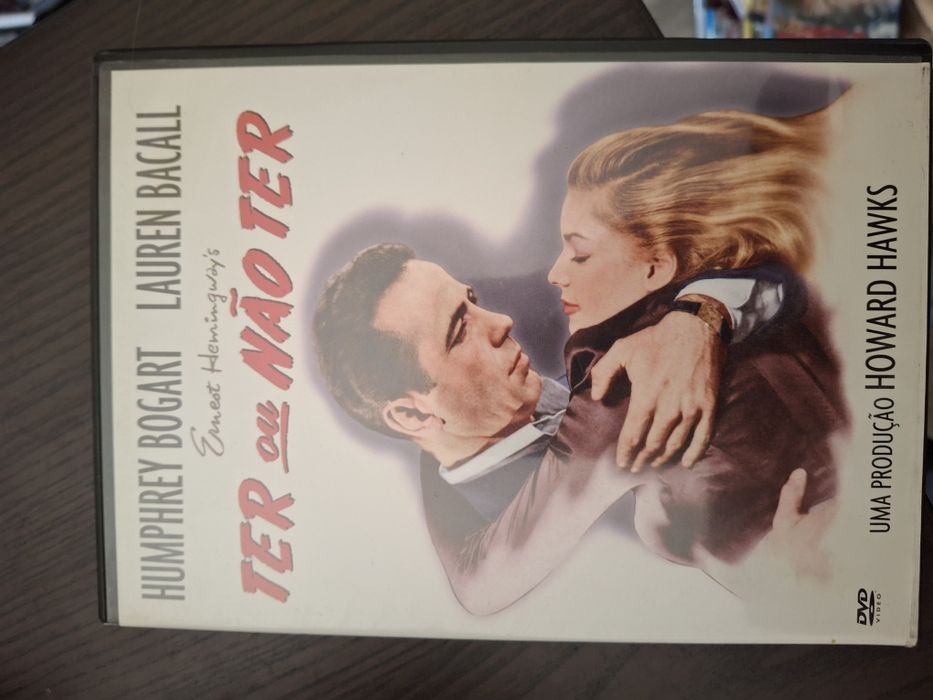 HUMPHREY BOGART LAUREN BACALL
Ernest Hemingway's
TER ou NÃO TER
UMA PRODUÇÃO HOWARD HAWKS
DVD
VIDEO